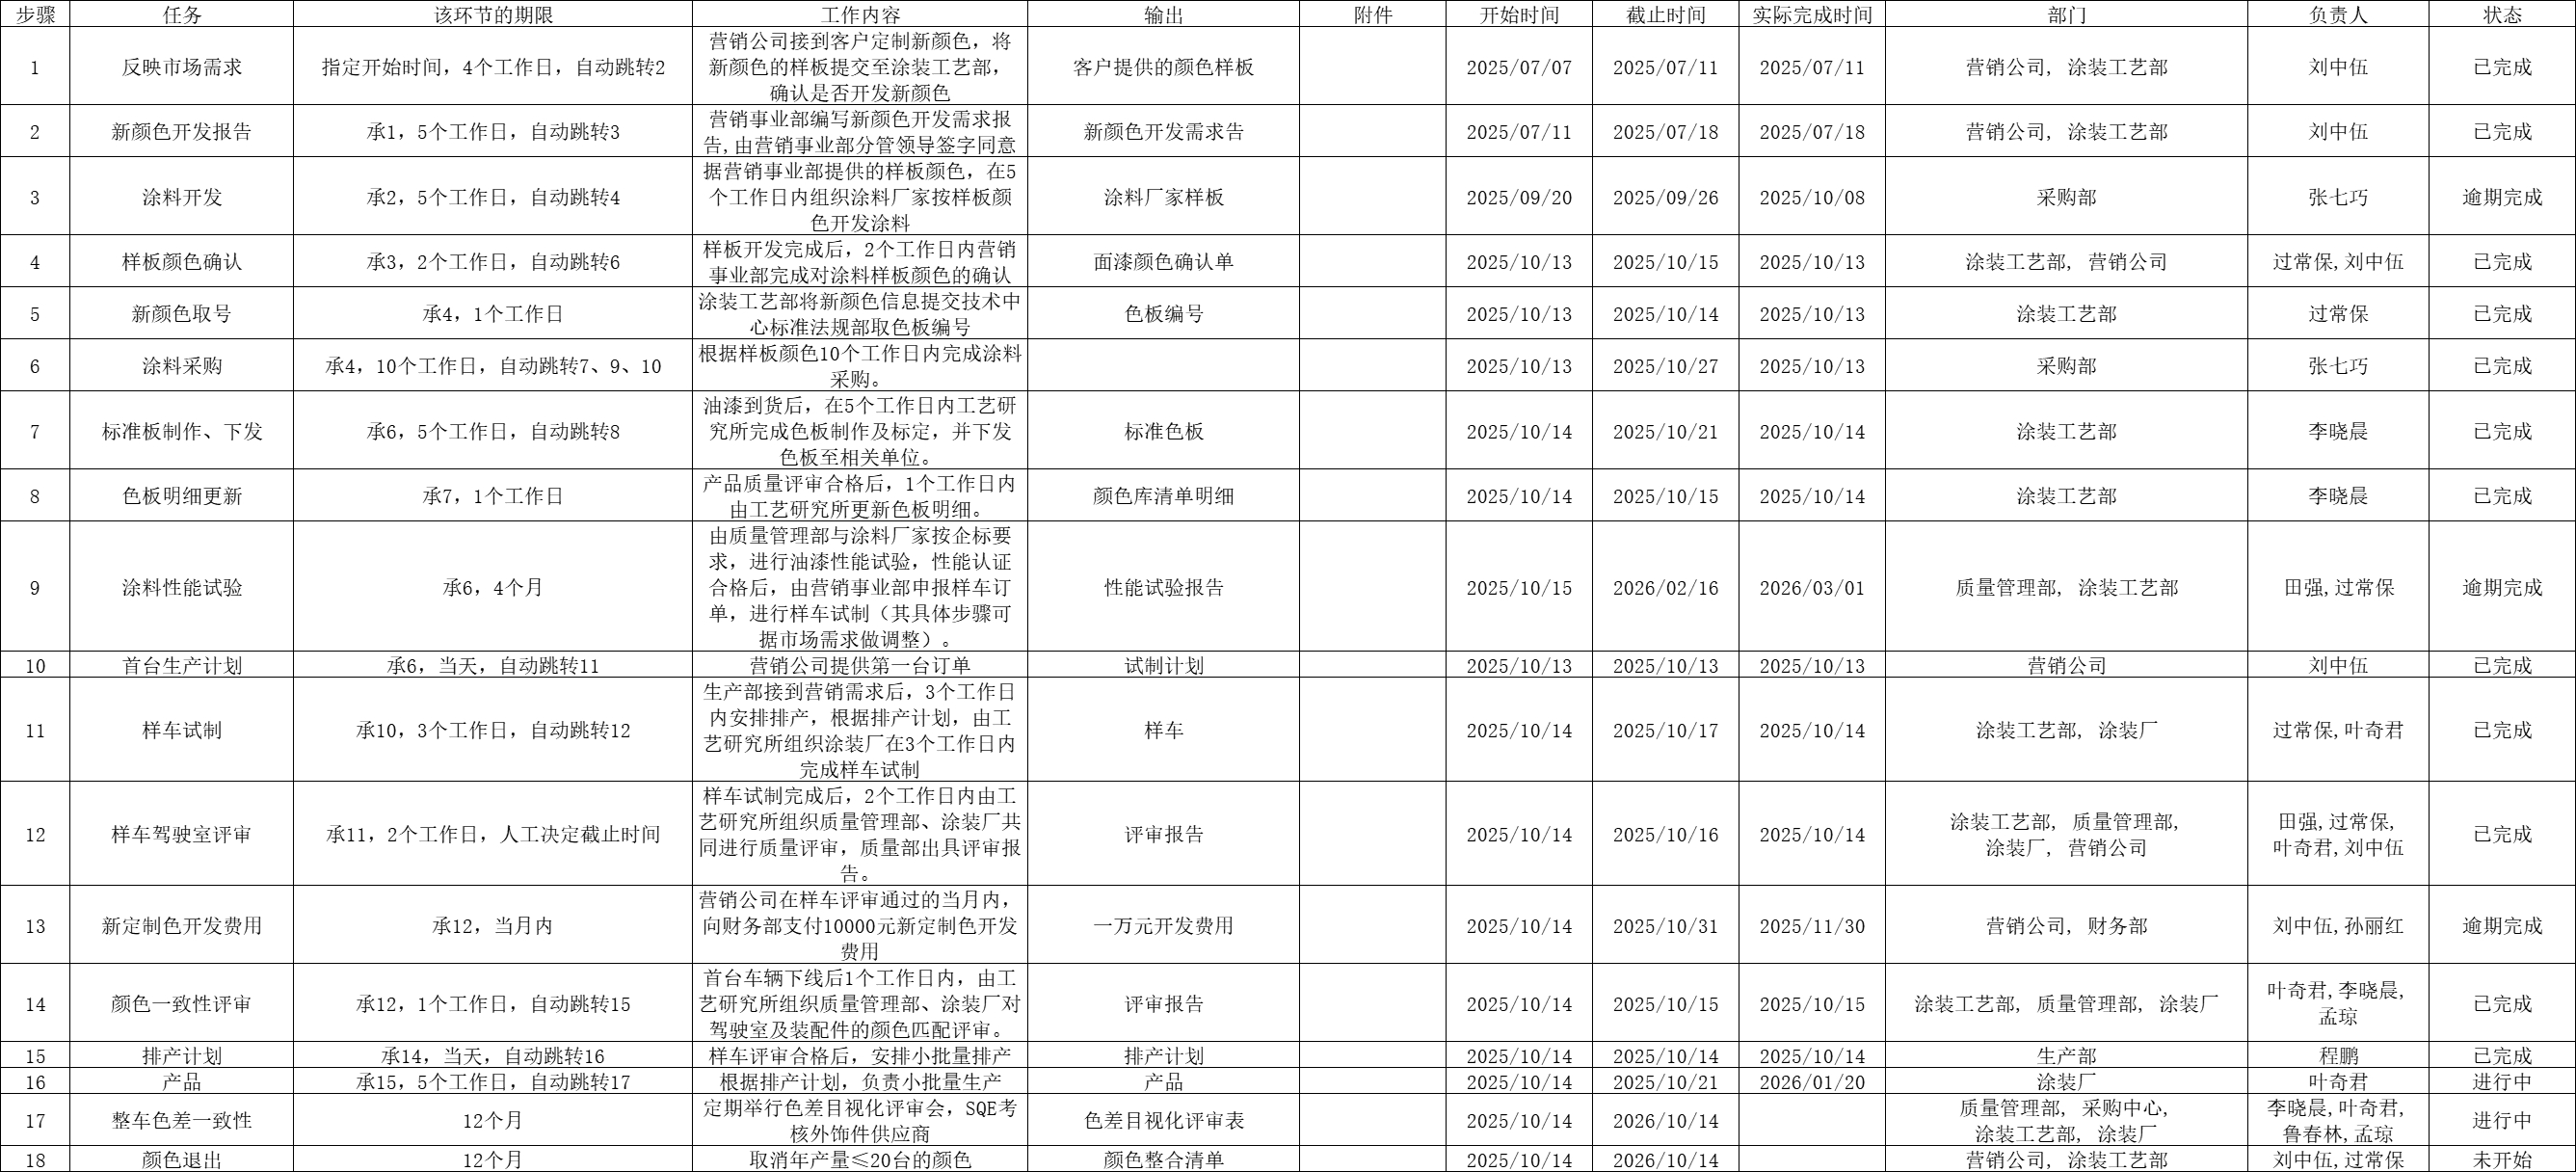 步骤 任务 该环节的期限 工作内容 输出 附件 开始时间 截止时间 实际完成时间 部门 负责人 状态
1 反映市场需求 指定开始时间，4个工作日，自动跳转2 营销公司接到客户定制新颜色，将
新颜色的样板提交至涂装工艺部，
确认是否开发新颜色 客户提供的颜色样板 2025/07/07 2025/07/11 2025/07/11 营销公司, 涂装工艺部 刘中伍 已完成
2 新颜色开发报告 承1，5个工作日，自动跳转3 营销事业部编写新颜色开发需求报
告,由营销事业部分管领导签字同意 新颜色开发需求告 2025/07/11 2025/07/18 2025/07/18 营销公司, 涂装工艺部 刘中伍 已完成
3 涂料开发 承2，5个工作日，自动跳转4 据营销事业部提供的样板颜色，在5
个工作日内组织涂料厂家按样板颜
色开发涂料 涂料厂家样板 2025/09/20 2025/09/26 2025/10/08 采购部 张七巧 逾期完成
4 样板颜色确认 承3，2个工作日，自动跳转6 样板开发完成后，2个工作日内营销
事业部完成对涂料样板颜色的确认 面漆颜色确认单 2025/10/13 2025/10/15 2025/10/13 涂装工艺部, 营销公司 过常保,刘中伍 已完成
5 新颜色取号 承4，1个工作日 涂装工艺部将新颜色信息提交技术中
心标准法规部取色板编号 色板编号 2025/10/13 2025/10/14 2025/10/13 涂装工艺部 过常保 已完成
6 涂料采购 承4，10个工作日，自动跳转7、9、10 根据样板颜色10个工作日内完成涂料
采购。 2025/10/13 2025/10/27 2025/10/13 采购部 张七巧 已完成
7 标准板制作、下发 承6，5个工作日，自动跳转8 油漆到货后，在5个工作日内工艺研
究所完成色板制作及标定，并下发
色板至相关单位。 标准色板 2025/10/14 2025/10/21 2025/10/14 涂装工艺部 李晓晨 已完成
8 色板明细更新 承7，1个工作日 产品质量评审合格后，1个工作日内
由工艺研究所更新色板明细。 颜色库清单明细 2025/10/14 2025/10/15 2025/10/14 涂装工艺部 李晓晨 已完成
9 涂料性能试验 承6，4个月 由质量管理部与涂料厂家按企标要
求，进行油漆性能试验，性能认证
合格后，由营销事业部申报样车订
单，进行样车试制（其具体步骤可
据市场需求做调整）。 性能试验报告 2025/10/15 2026/02/16 2026/03/01 质量管理部, 涂装工艺部 田强,过常保 逾期完成
10 首台生产计划 承6，当天，自动跳转11 营销公司提供第一台订单 试制计划 2025/10/13 2025/10/13 2025/10/13 营销公司 刘中伍 已完成
11 样车试制 承10，3个工作日，自动跳转12 生产部接到营销需求后，3个工作日
内安排排产，根据排产计划，由工
艺研究所组织涂装厂在3个工作日内
完成样车试制 样车 2025/10/14 2025/10/17 2025/10/14 涂装工艺部, 涂装厂 过常保,叶奇君 已完成
12 样车驾驶室评审 承11，2个工作日，人工决定截止时间 样车试制完成后，2个工作日内由工
艺研究所组织质量管理部、涂装厂共
同进行质量评审，质量部出具评审报
告。 评审报告 2025/10/14 2025/10/16 2025/10/14 涂装工艺部, 质量管理部,
涂装厂, 营销公司 田强,过常保,
叶奇君,刘中伍 已完成
13 新定制色开发费用 承12，当月内 营销公司在样车评审通过的当月内，
向财务部支付10000元新定制色开发
费用 一万元开发费用 2025/10/14 2025/10/31 2025/11/30 营销公司, 财务部 刘中伍,孙丽红 逾期完成
14 颜色一致性评审 承12，1个工作日，自动跳转15 首台车辆下线后1个工作日内，由工
艺研究所组织质量管理部、涂装厂对
驾驶室及装配件的颜色匹配评审。 评审报告 2025/10/14 2025/10/15 2025/10/15 涂装工艺部, 质量管理部, 涂装厂 叶奇君,李晓晨,
孟琼 已完成
15 排产计划 承14，当天，自动跳转16 样车评审合格后，安排小批量排产 排产计划 2025/10/14 2025/10/14 2025/10/14 生产部 程鹏 已完成
16 产品 承15，5个工作日，自动跳转17 根据排产计划，负责小批量生产 产品 2025/10/14 2025/10/21 2026/01/20 涂装厂 叶奇君 进行中
17 整车色差一致性 12个月 定期举行色差目视化评审会，SQE考
核外饰件供应商 色差目视化评审表 2025/10/14 2026/10/14 质量管理部, 采购中心,
涂装工艺部, 涂装厂 李晓晨,叶奇君,
鲁春林,孟琼 进行中
18 颜色退出 12个月 取消年产量≤20台的颜色 颜色整合清单 2025/10/14 2026/10/14 营销公司, 涂装工艺部 刘中伍,过常保 未开始